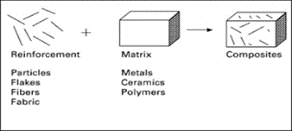 +
Reinforcement Matrix Composites
Particles Metals
Flakes Ceramics
Fibers Polymers
Fabric